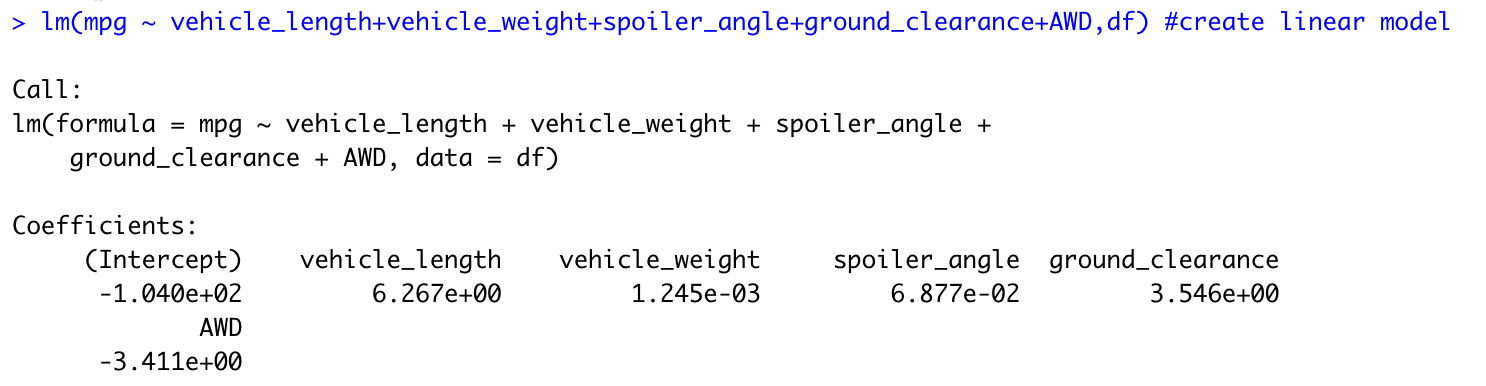 > lm(mpg ~ vehicle_length+vehicle_weight+spoiler_angle+ground_clearance+AWD,df) #create linear model
Call:
lm(formula = mpg ~ vehicle_length + vehicle_weight + spoiler_angle +
    ground_clearance + AWD, data = df)
Coefficients:
     (Intercept)    vehicle_length    vehicle_weight     spoiler_angle  ground_clearance
      -1.040e+02         6.267e+00         1.245e-03         6.877e-02         3.546e+00
             AWD
      -3.411e+00